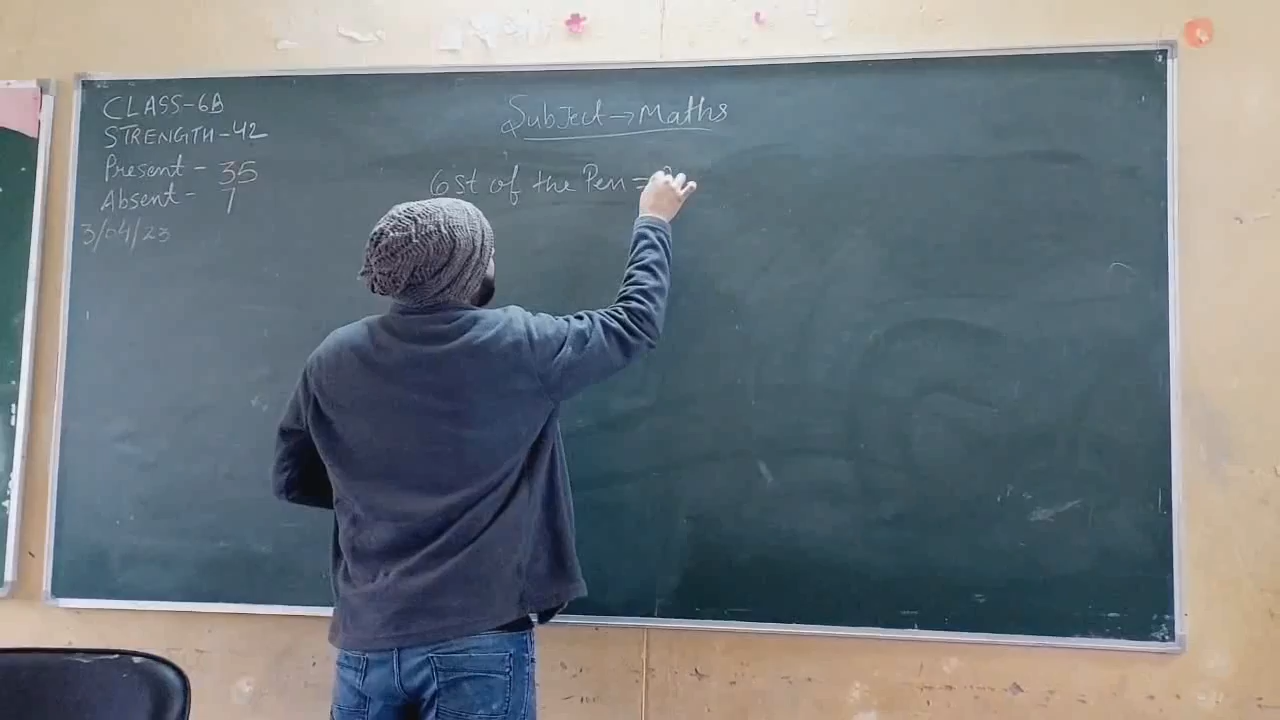 CLASS-6B
STRENGTH-42
Present - 35
Absent - 7
3/04/23
Subject → Maths
Cost of the Pen =